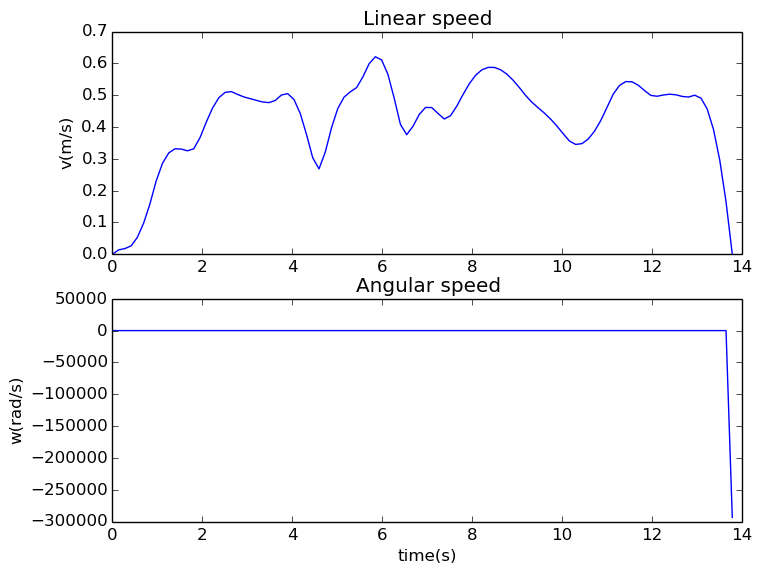 Linear speed
0.7
0.6
0.5
0.4
0.3
0.2
0.1
0.0
v(m/s)
0 2 4 6 8 10 12 14
Angular speed
50000
0
−50000
−100000
−150000
−200000
−250000
−300000
w(rad/s)
0 2 4 6 8 10 12 14
time(s)